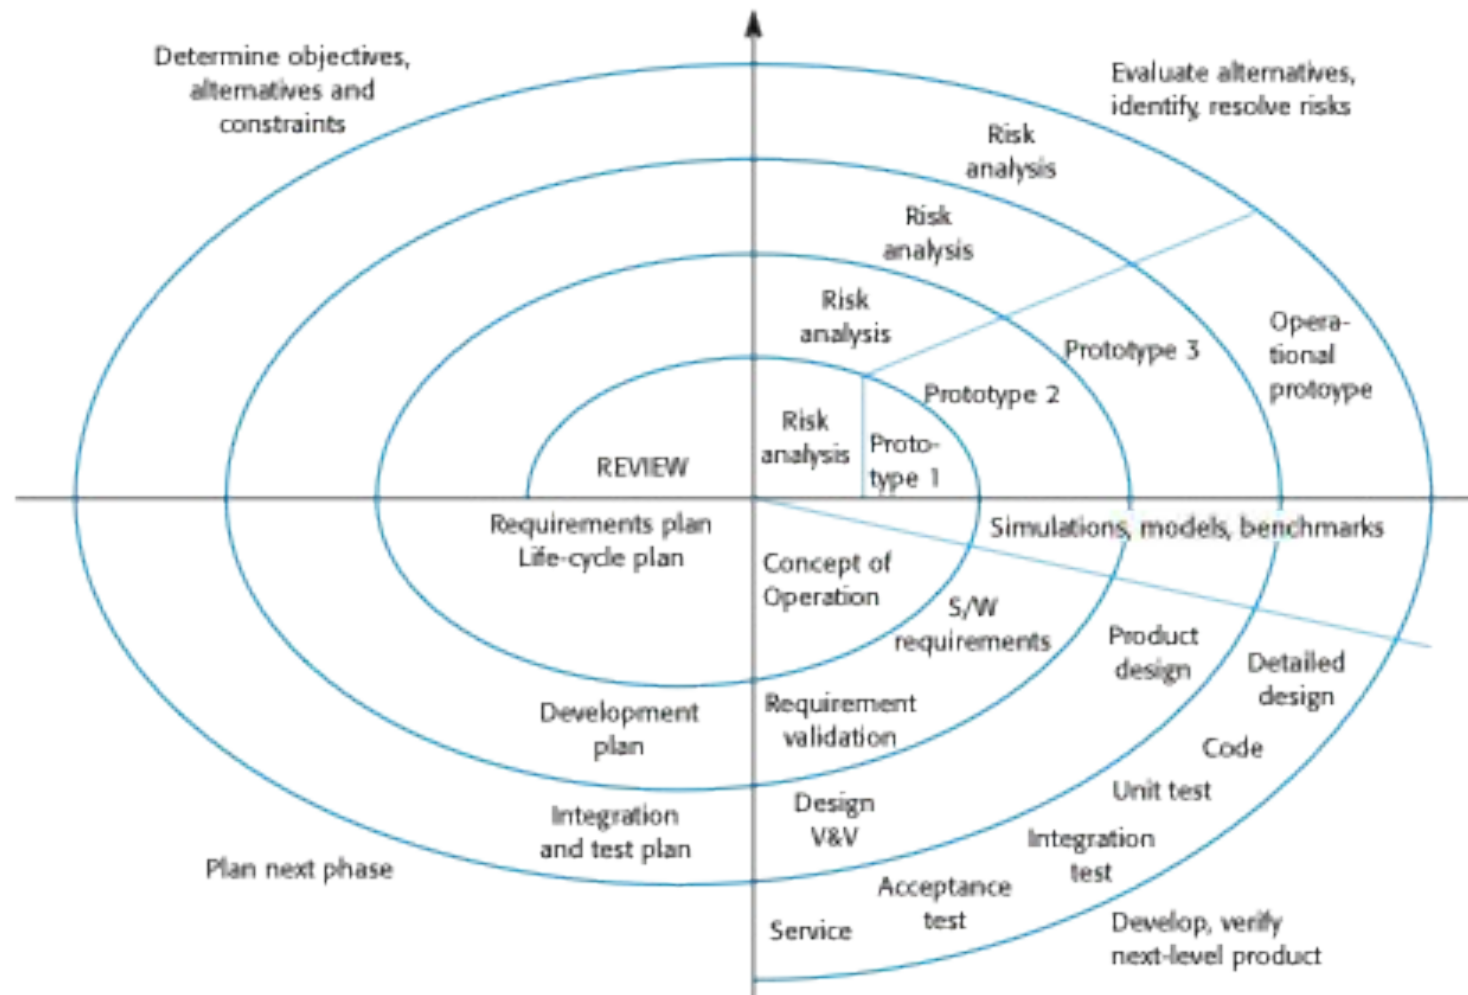 Determine objectives,
alternatives and
constraints
Evaluate alternatives,
identify, resolve risks
Risk
analysis
Risk
analysis
Risk
analysis
Risk
analysis
Proto-
type 1
Prototype 2
Prototype 3
Opera-
tional
protoype
REVIEW
Requirements plan
Life-cycle plan
Simulations, models, benchmarks
Concept of
Operation
S/W
requirements
Product
design
Detailed
design
Development
plan
Requirement
validation
Code
Unit test
Integration
and test plan
Design
V&V
Integration
test
Plan next phase
Acceptance
test
Service
Develop, verify
next-level product